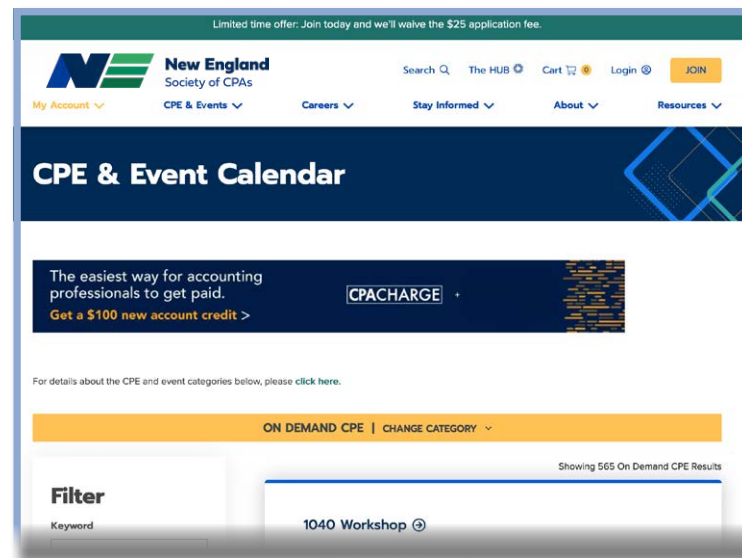 Limited time offer: Join today and we'll waive the $25 application fee.
NE
New England
Society of CPAs
Search
The HUB
Cart 0
Login
JOIN
My Account
CPE & Events
Careers
Stay Informed
About
Resources
CPE & Event Calendar
The easiest way for accounting
professionals to get paid.
Get a $100 new account credit >
CPACHARGE +
For details about the CPE and event categories below, please click here.
ON DEMAND CPE | CHANGE CATEGORY
Showing 565 On Demand CPE Results
Filter
Keyword
1040 Workshop